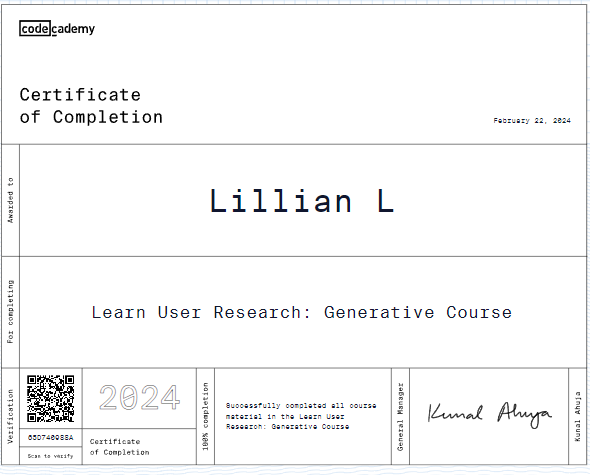 codecademy
Certificate
of Completion
February 22, 2024
Awarded to
Lillian L
For completing
Learn User Research: Generative Course
Verification
Scan to verify
2024
Certificate
of Completion
100% completion
Successfully completed all course
material in the Learn User
Research: Generative Course
General Manager
Kunal Ahuja
Kunal Ahuja